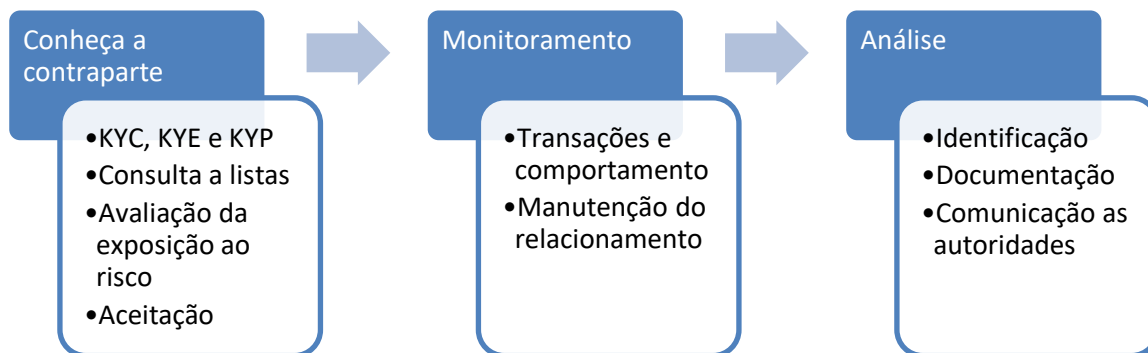 Conheça a
contraparte
•KYC, KYE e KYP
•Consulta a listas
•Avaliação da
exposição ao
risco
•Aceitação
Monitoramento
•Transações e
comportamento
•Manutenção do
relacionamento
Análise
•Identificação
•Documentação
•Comunicação as
autoridades